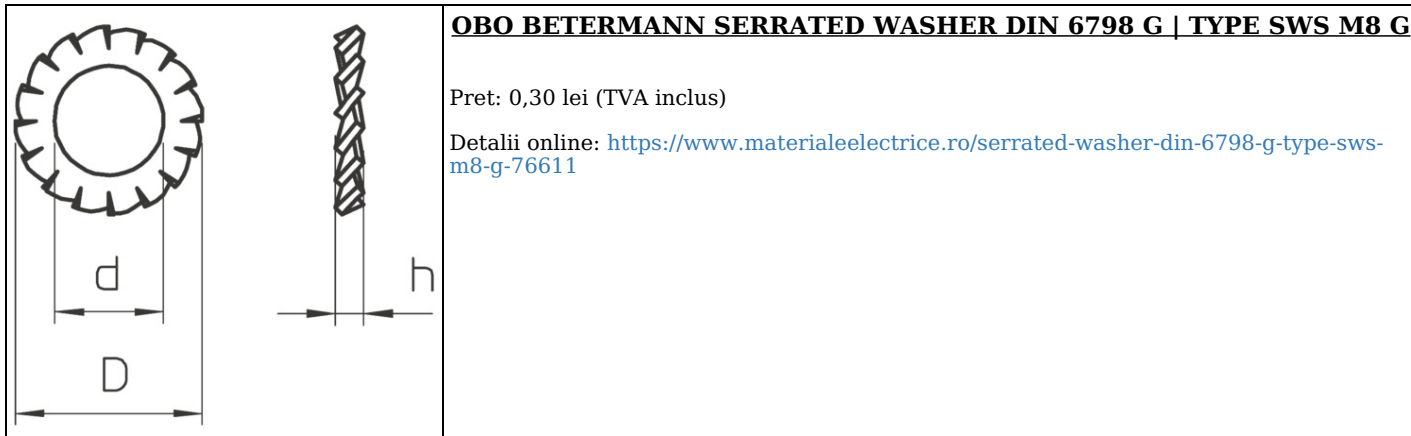 OBO BETERMANN SERRATED WASHER DIN 6798 G | TYPE SWS M8 G
Pret: 0,30 lei (TVA inclus)
Detalii online: https://www.materialeelectrice.ro/serrated-washer-din-6798-g-type-sws-
m8-g-76611
d
h
D